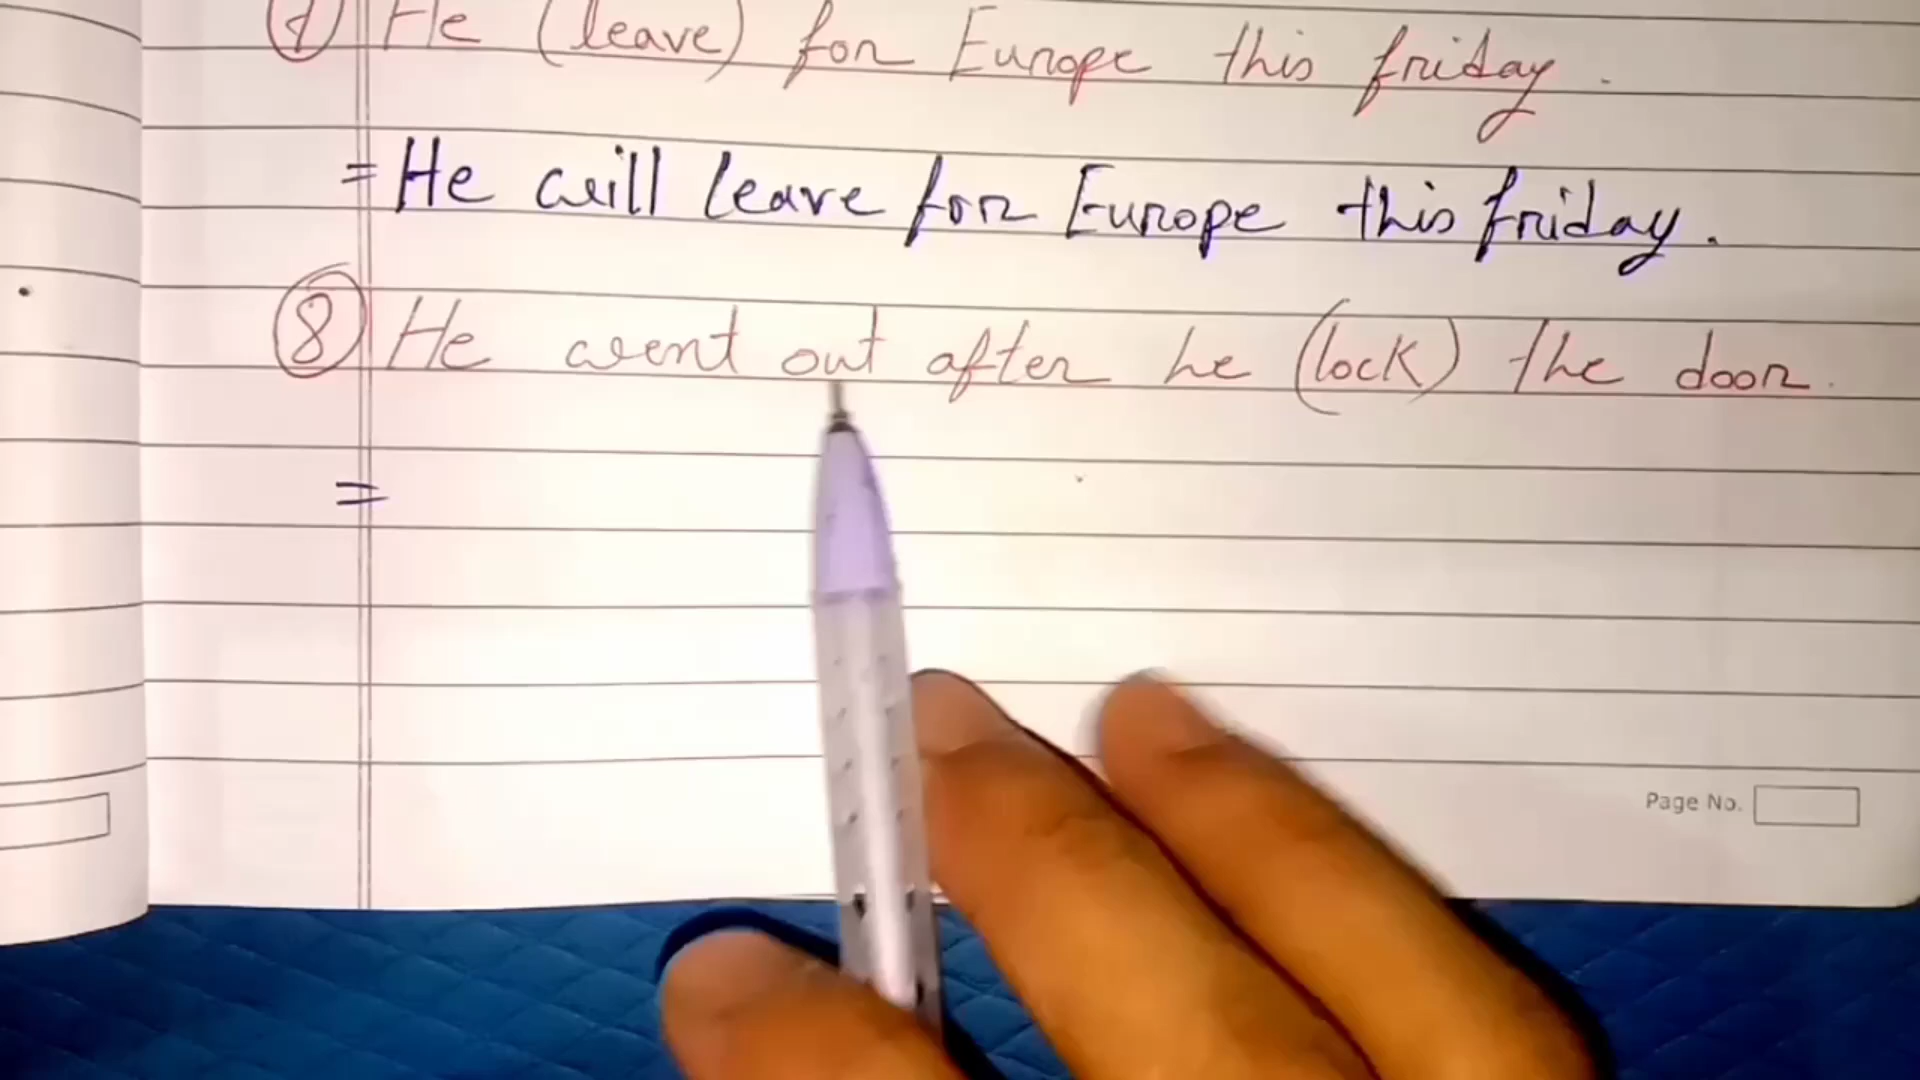 7 He (leave) for Europe this friday.
= He will leave for Europe this friday.
8 He went out after he (lock) the door.
=
Page No.